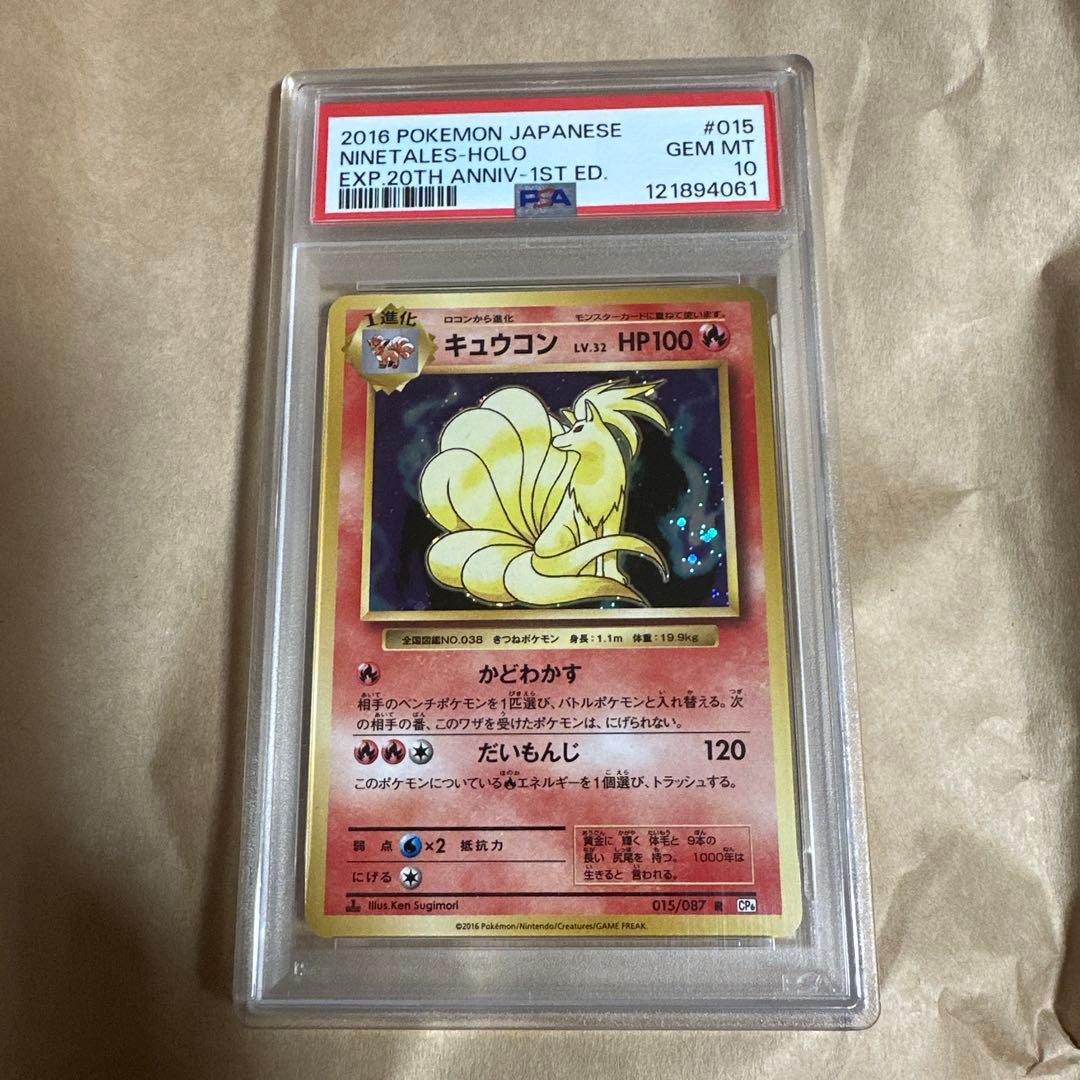 2016 POKEMON JAPANESE #015
NINETALES-HOLO GEM MT
EXP.20TH ANNIV-1ST ED. 10
PSA 121894061
1進化 ロコンから進化 モンスターカードに重ねて使います。
キュウコン LV.32 HP100
全国図鑑NO.038 きつねポケモン 身長:1.1m 体重:19.9kg
かどわかす
相手のベンチポケモンを1匹選び、バトルポケモンと入れ替える。次
の相手の番、このワザを受けたポケモンは、にげられない。
だいもんじ 120
このポケモンについているエネルギーを1個選び、トラッシュする。
弱点 ×2 抵抗力
にげる
黄金に 輝く 体毛と 9本の
長い 尻尾を 持つ。 1000年は
生きると 言われる。
Illus.Ken Sugimori 015/087 R CP6
©2016 Pokémon/Nintendo/Creatures/GAME FREAK.